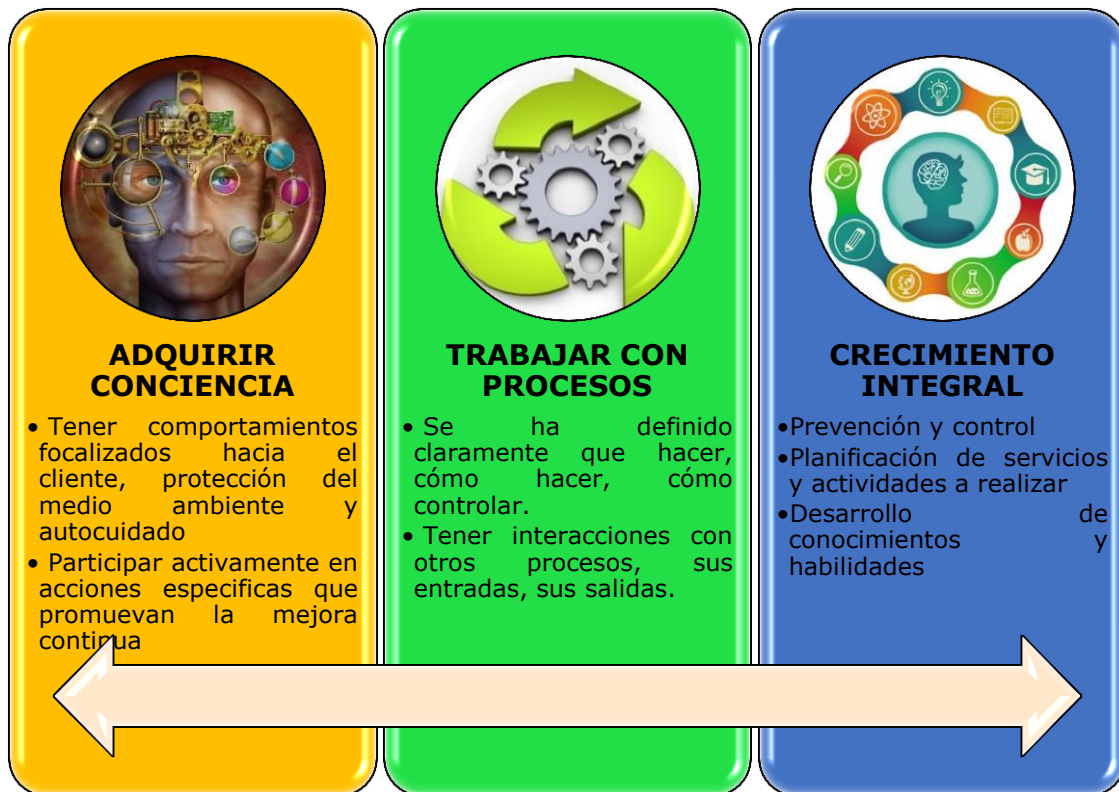 ADQUIRIR
CONCIENCIA
• Tener comportamientos
focalizados hacia el
cliente, protección del
medio ambiente y
autocuidado
• Participar activamente en
acciones especificas que
promuevan la mejora
continua
TRABAJAR CON
PROCESOS
• Se ha definido
claramente que hacer,
cómo hacer, cómo
controlar.
• Tener interacciones con
otros procesos, sus
entradas, sus salidas.
CRECIMIENTO
INTEGRAL
•Prevención y control
•Planificación de servicios
y actividades a realizar
•Desarrollo de
conocimientos y
habilidades